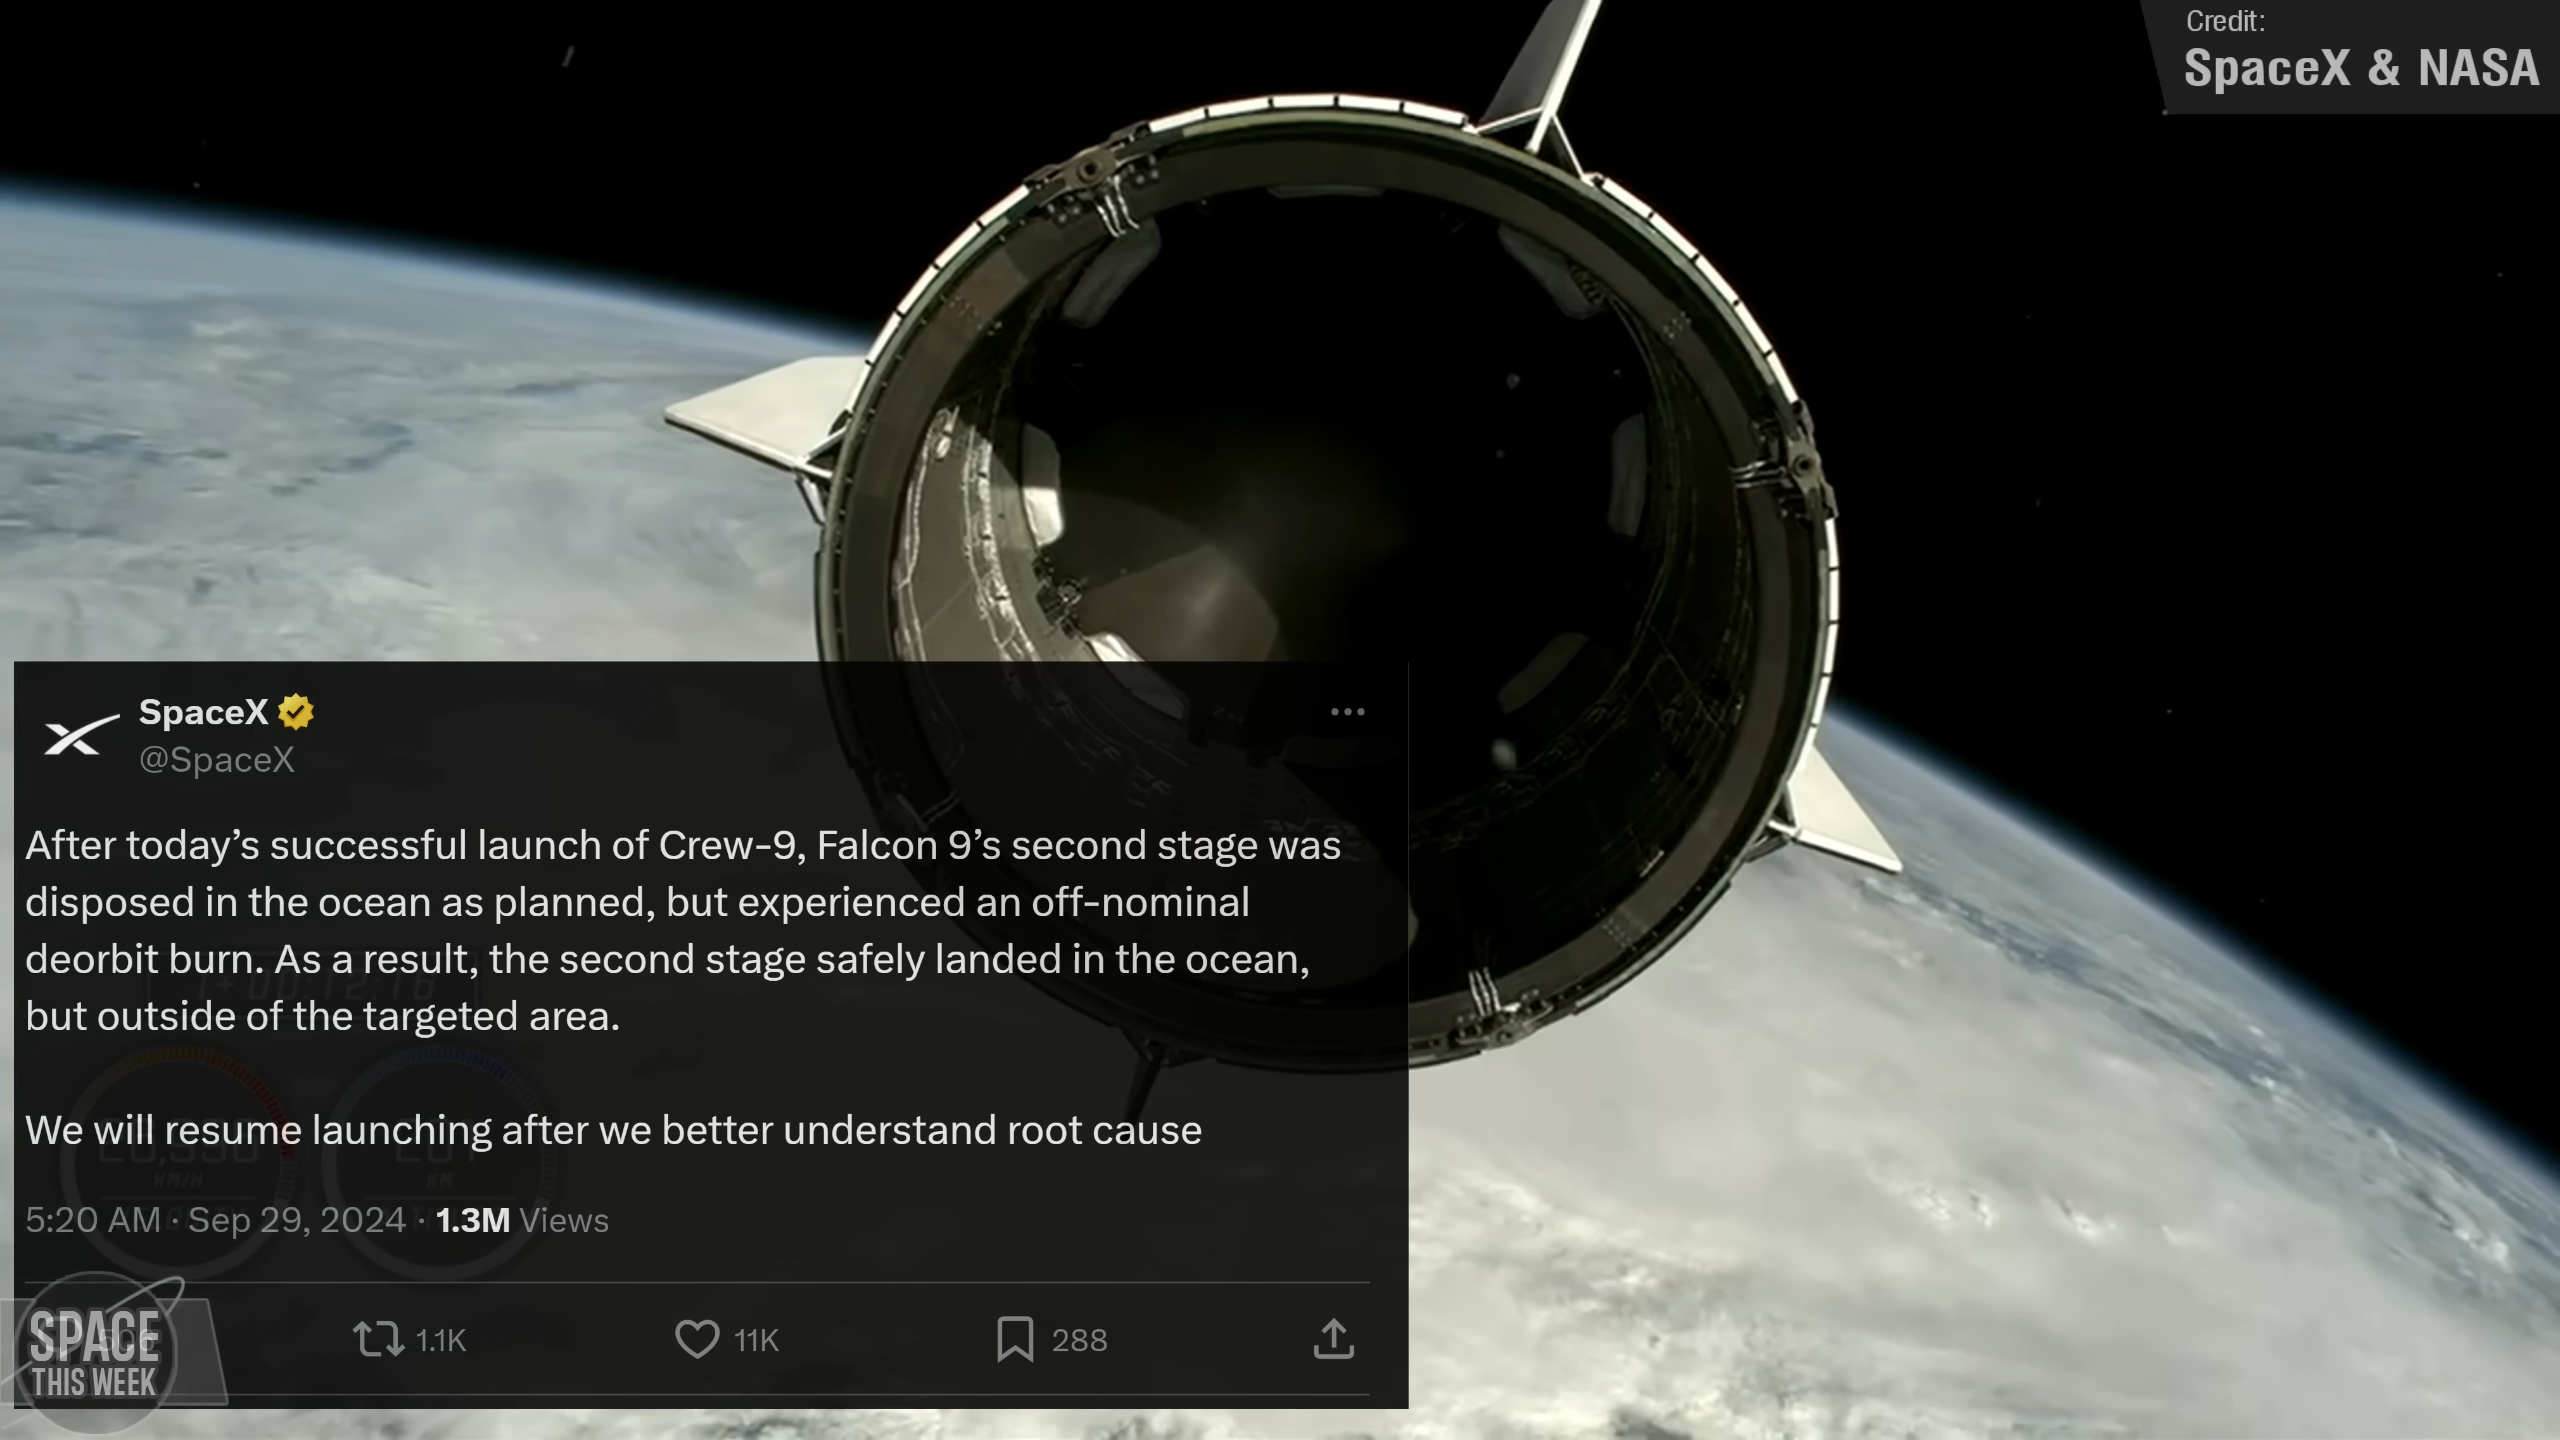 Credit:
SpaceX & NASA
SpaceX
@SpaceX
After today’s successful launch of Crew-9, Falcon 9’s second stage was
disposed in the ocean as planned, but experienced an off-nominal
deorbit burn. As a result, the second stage safely landed in the ocean,
but outside of the targeted area.
We will resume launching after we better understand root cause
5:20 AM · Sep 29, 2024 · 1.3M Views
1.1K
11K
288
SPACE
THIS WEEK
KM/H
KM